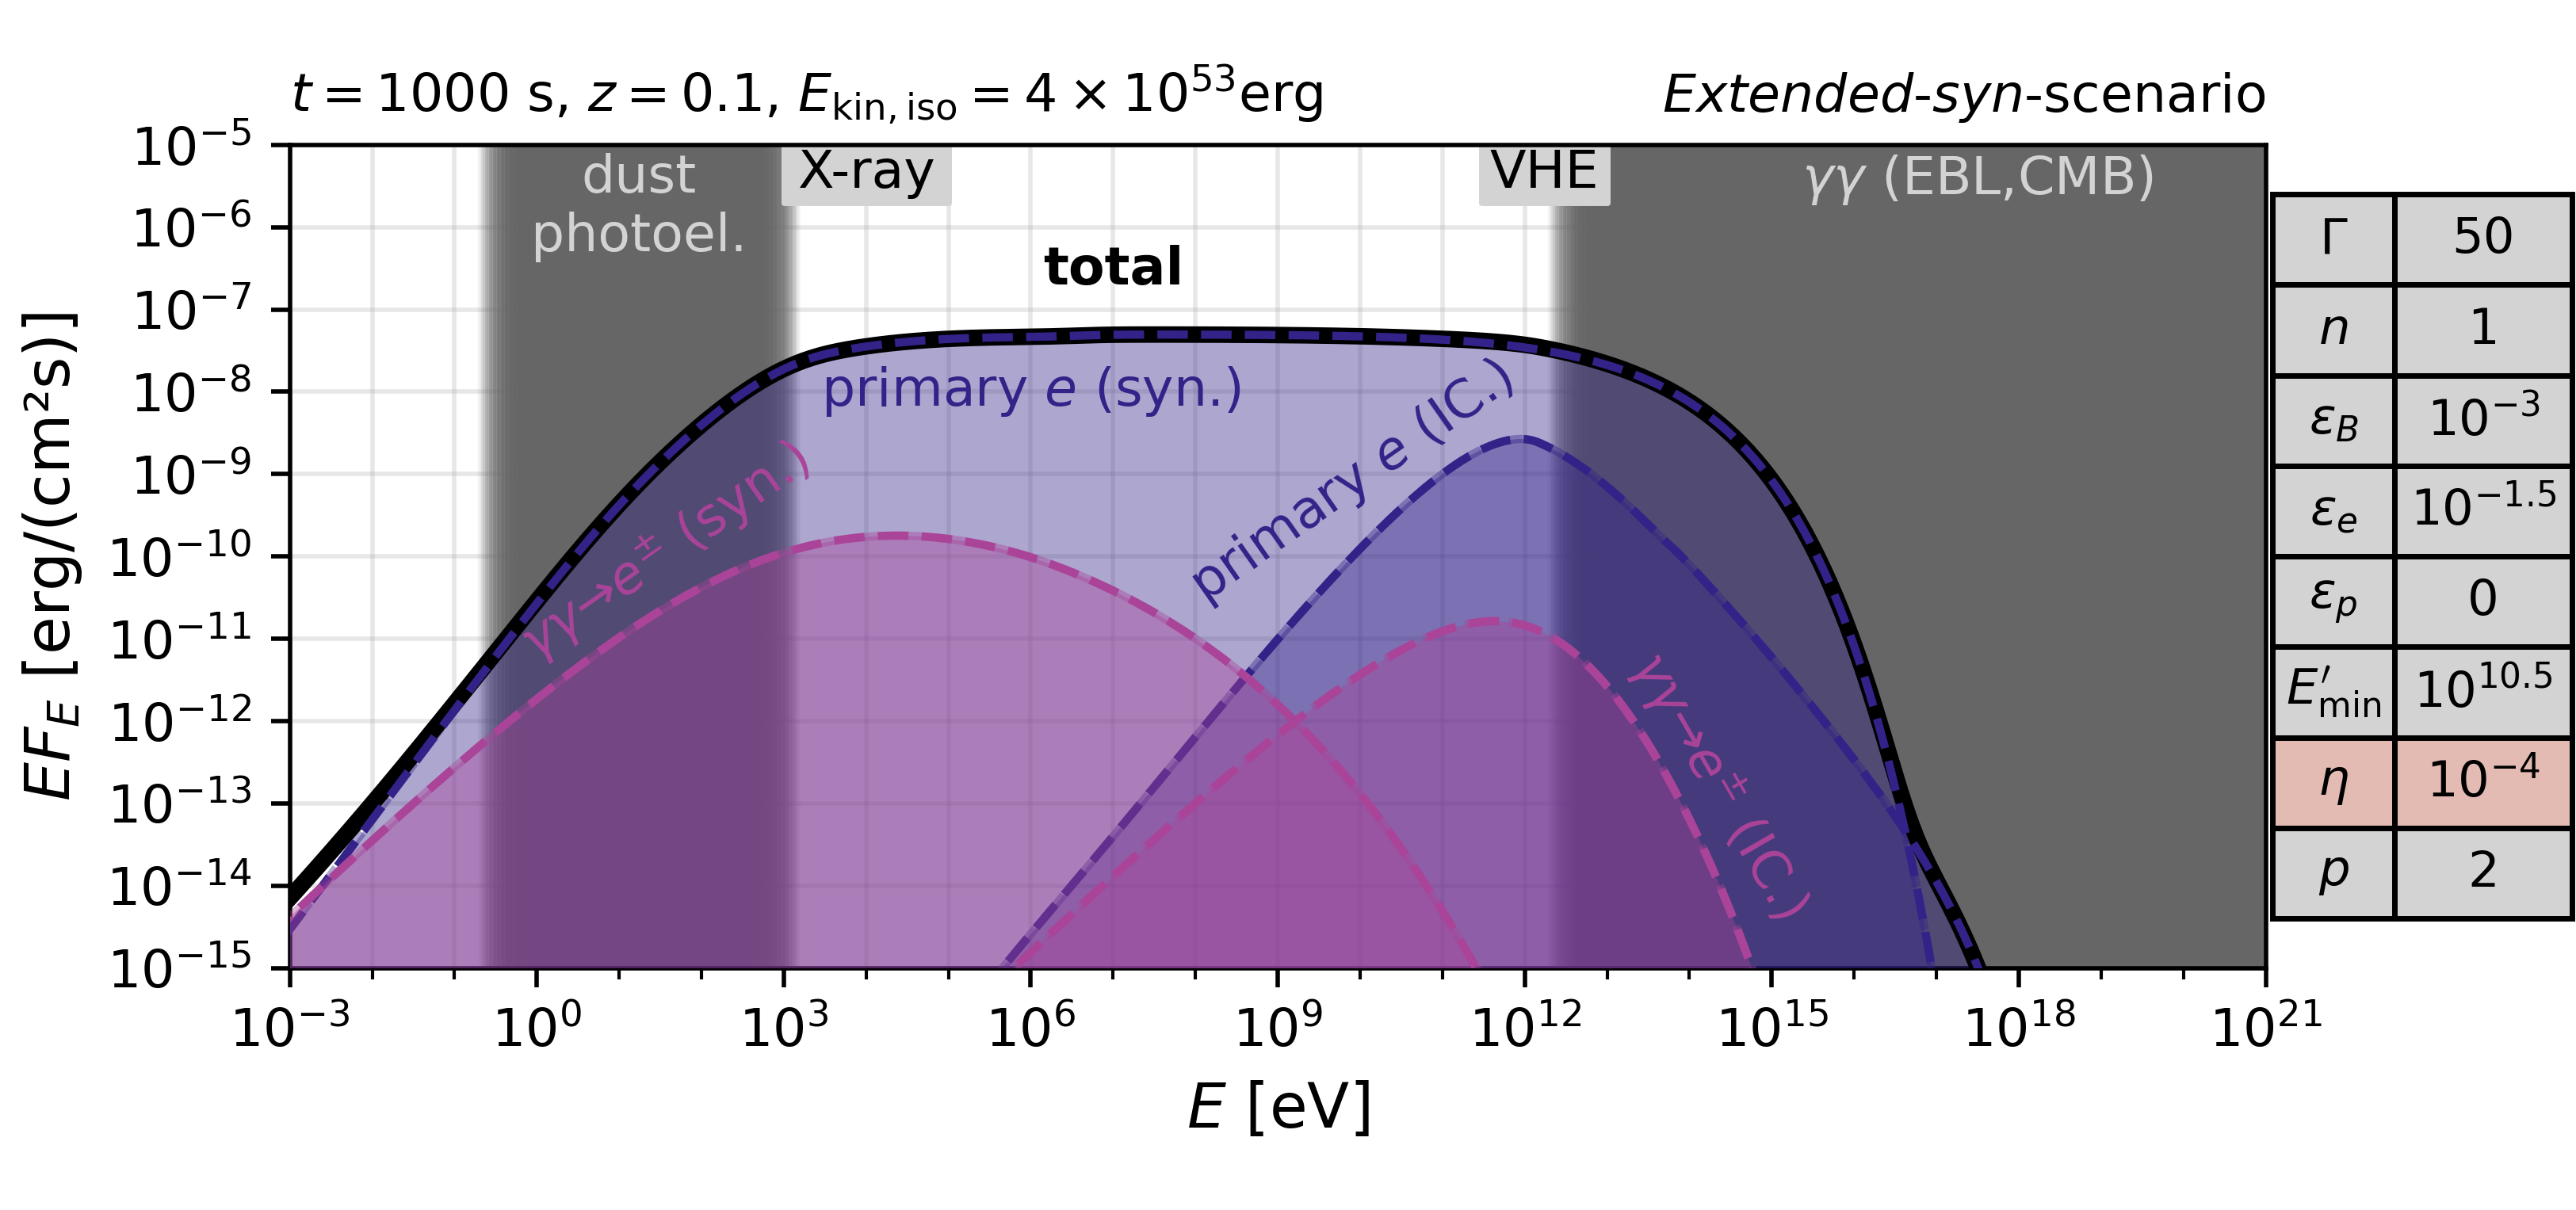 t = 1000 s, z = 0.1, E_kin, iso = 4 × 10^53 erg
Extended-syn-scenario
10^−5
10^−6
10^−7
10^−8
10^−9
10^−10
10^−11
10^−12
10^−13
10^−14
10^−15
EF_E [erg/(cm²s)]
dust
photoel.
X-ray
VHE
γγ (EBL,CMB)
total
primary e (syn.)
primary e (IC.)
γγ→e^± (syn.)
γγ→e^± (IC.)
10^−3
10^0
10^3
10^6
10^9
10^12
10^15
10^18
10^21
E [eV]
Γ 50
n 1
ε_B 10^−3
ε_e 10^−1.5
ε_p 0
E′_min 10^10.5
η 10^−4
p 2